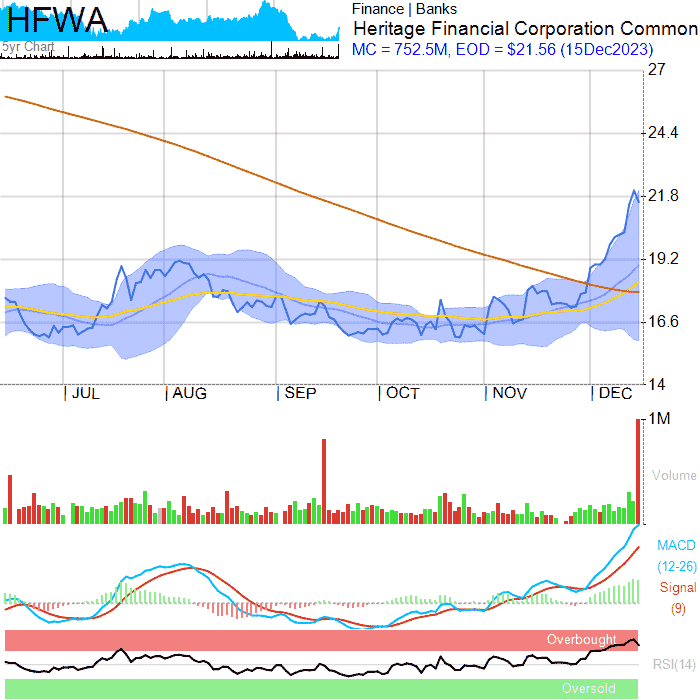 HFWA
5yr Chart
Finance | Banks
Heritage Financial Corporation Common
MC = 752.5M, EOD = $21.56 (15Dec2023)
27
24.4
21.8
19.2
16.6
14
JUL AUG SEP OCT NOV DEC
1M
Volume
MACD
(12-26)
Signal
(9)
Overbought
RSI(14)
Oversold